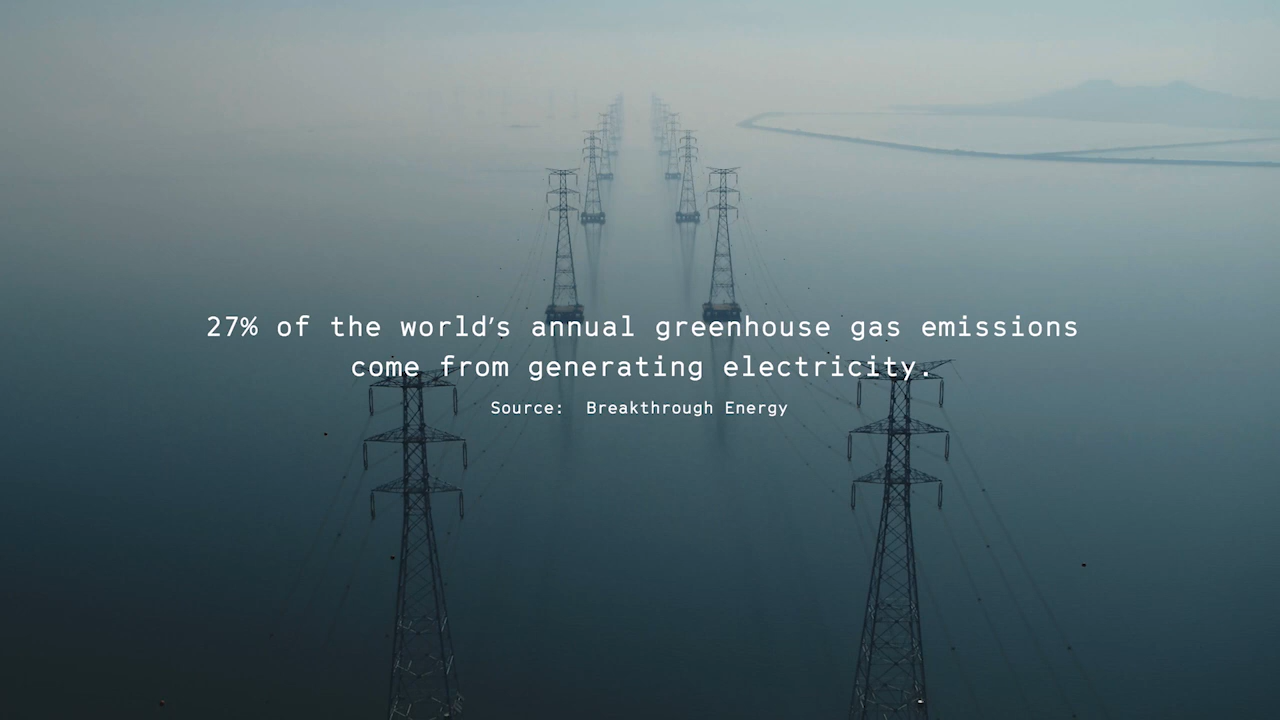 27% of the world's annual greenhouse gas emissions
come from generating electricity.
Source: Breakthrough Energy